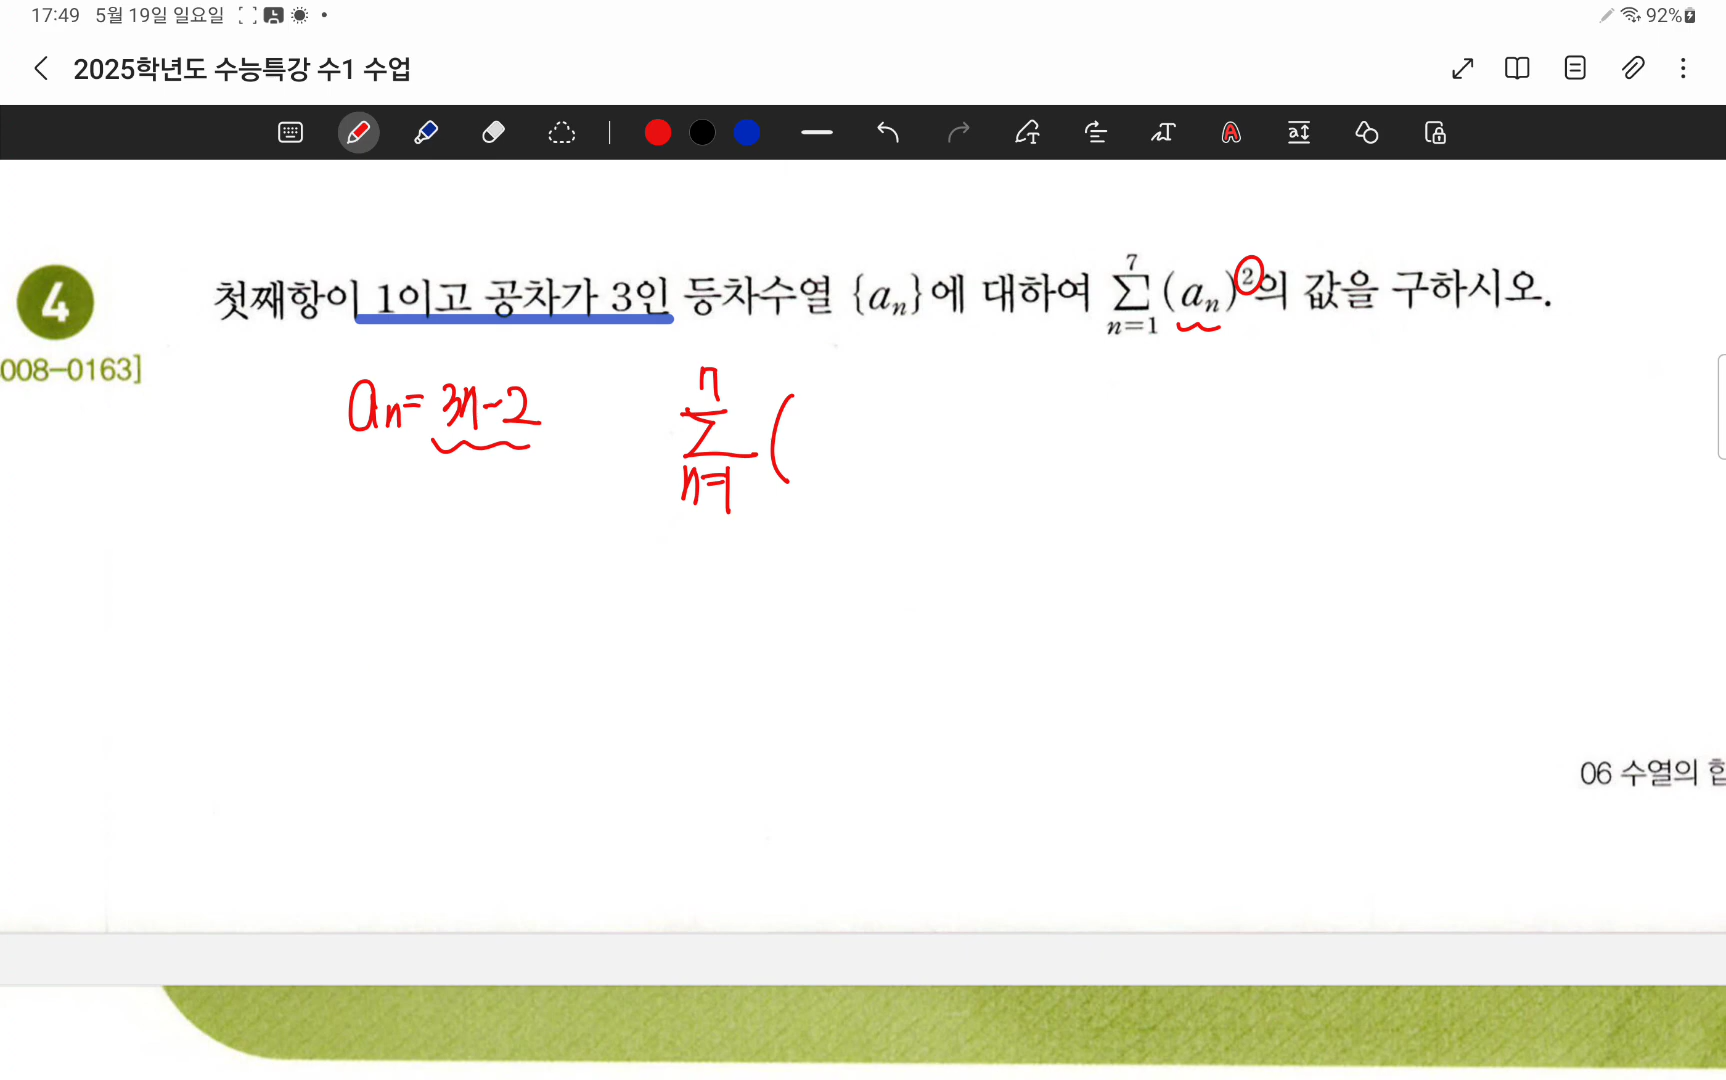 17:49 5월 19일 일요일 92%
2025학년도 수능특강 수1 수업
4 첫째항이 1이고 공차가 3인 등차수열 {aₙ}에 대하여 ∑ₙ₌₁⁷ (aₙ)²의 값을 구하시오.
008-0163]
aₙ = 3n-2 ∑ₙ₌₁⁷ (
06 수열의 합